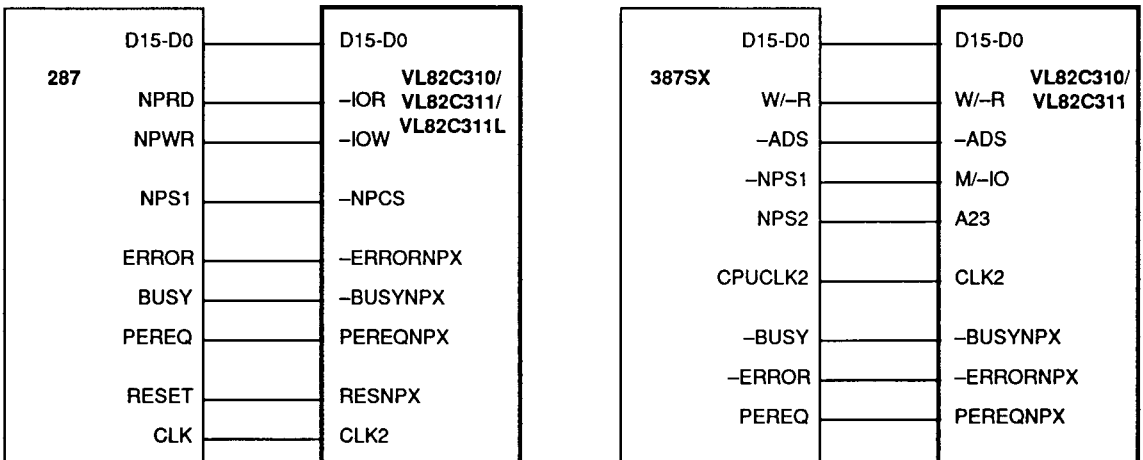 D15-D0 D15-D0
287 VL82C310/
NPRD –IOR VL82C311/
VL82C311L
NPWR –IOW
NPS1 –NPCS
ERROR –ERRORNPX
BUSY –BUSYNPX
PEREQ PEREQNPX
RESET RESNPX
CLK CLK2
D15-D0 D15-D0
387SX VL82C310/
VL82C311
W/–R W/–R
–ADS –ADS
–NPS1 M/–IO
NPS2 A23
CPUCLK2 CLK2
–BUSY –BUSYNPX
–ERROR –ERRORNPX
PEREQ PEREQNPX